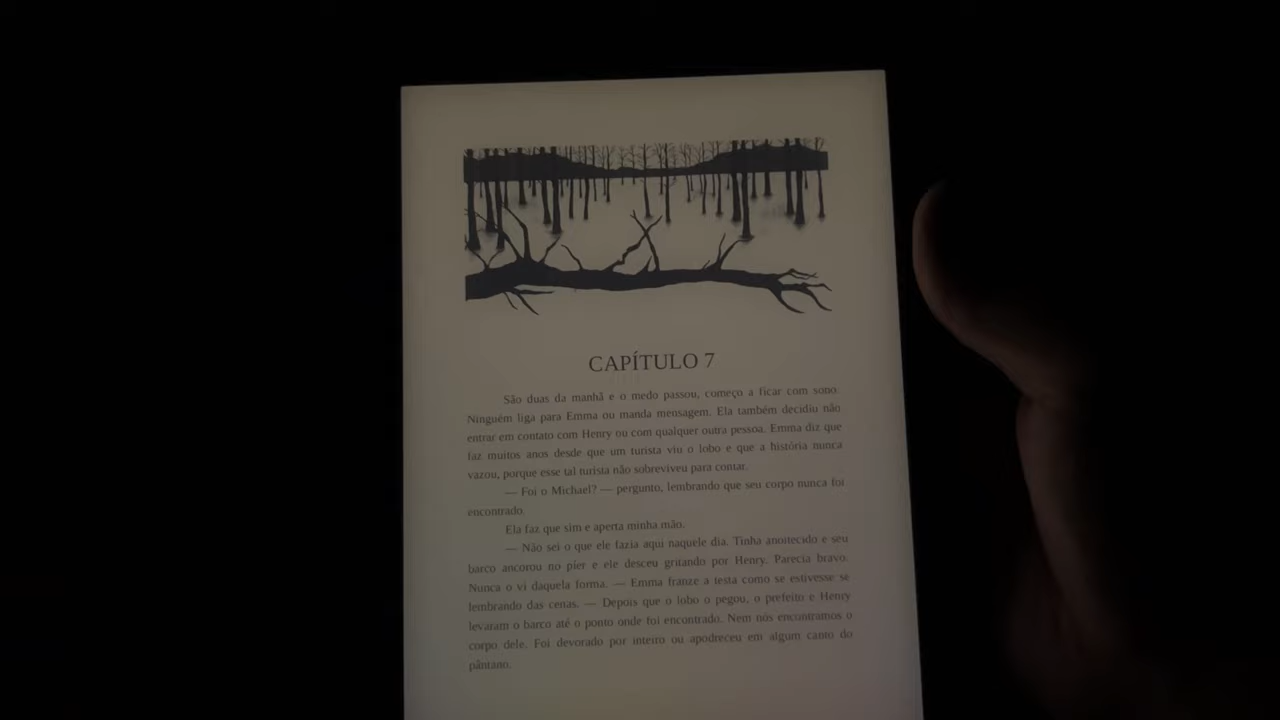 CAPÍTULO 7
São duas da manhã e o medo passou, começo a ficar com sono.
Ninguém liga para Emma ou manda mensagem. Ela também decidiu não
entrar em contato com Henry ou com qualquer outra pessoa. Emma diz que
faz muitos anos desde que um turista viu o lobo e que a história nunca
vazou, porque esse tal turista não sobreviveu para contar.
— Foi o Michael? — pergunto, lembrando que seu corpo nunca foi
encontrado.
Ela faz que sim e aperta minha mão.
— Não sei o que ele fazia aqui naquele dia. Tinha anoitecido e seu
barco ancorou no píer e ele desceu gritando por Henry. Parecia bravo.
Nunca o vi daquela forma. — Emma franze a testa como se estivesse se
lembrando das cenas. — Depois que o lobo o pegou, o prefeito e Henry
levaram o barco até o ponto onde foi encontrado. Nem nós encontramos o
corpo dele. Foi devorado por inteiro ou apodreceu em algum canto do
pântano.